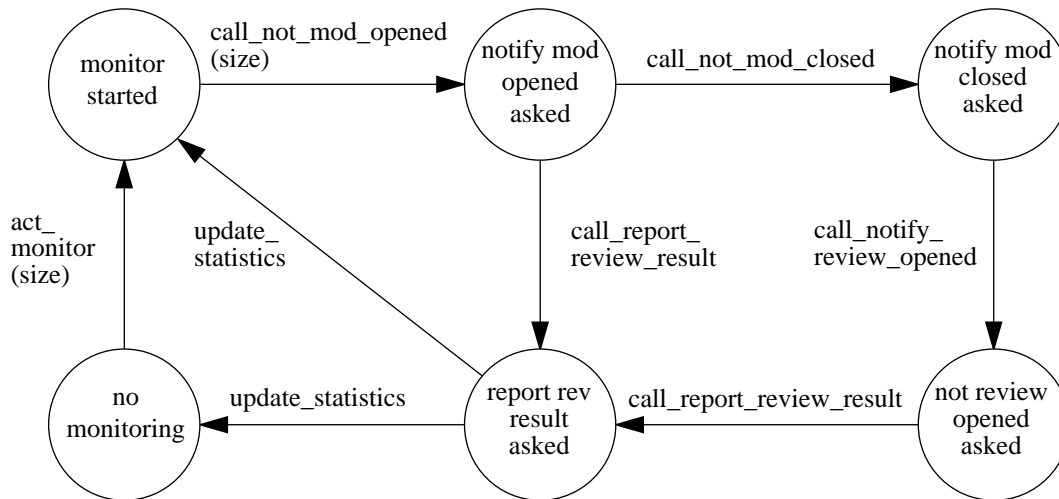 monitor
started
call_not_mod_opened
(size)
notify mod
opened
asked
call_not_mod_closed
notify mod
closed
asked
act_
monitor
(size)
update_
statistics
call_report_
review_result
call_notify_
review_opened
no
monitoring
update_statistics
report rev
result
asked
call_report_review_result
not review
opened
asked